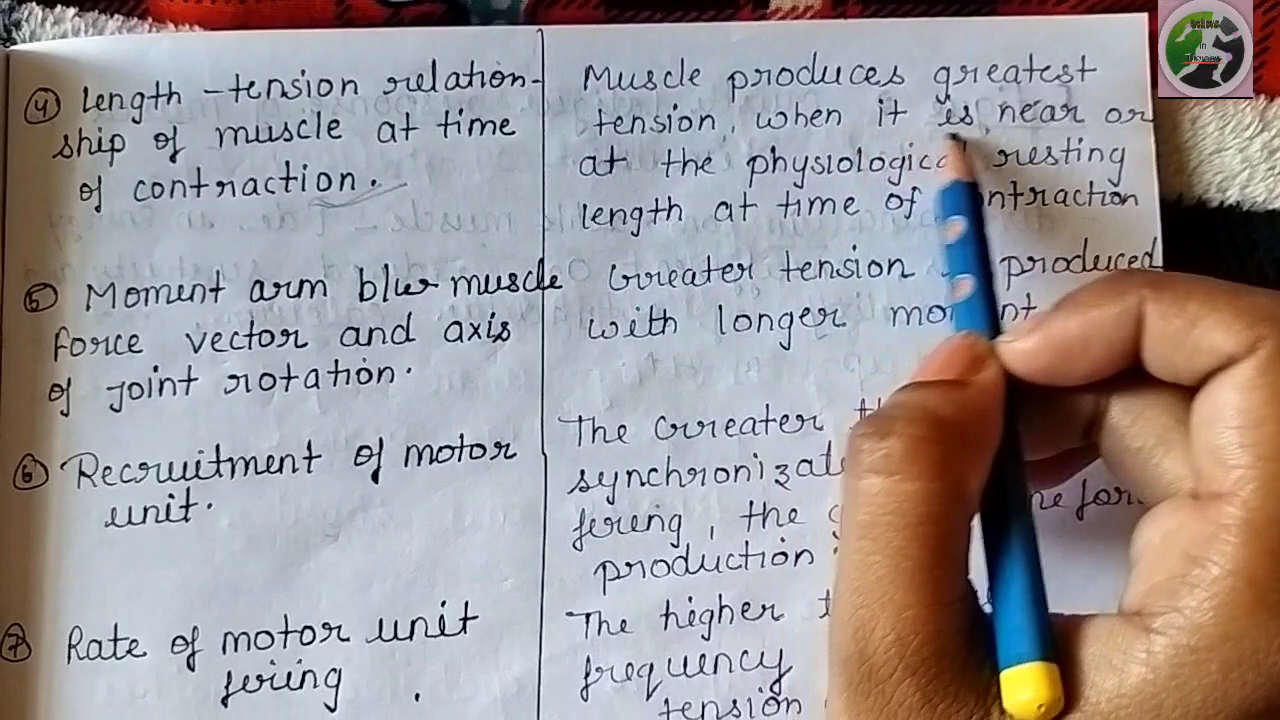 ④ Length - tension relation-
ship of muscle at time
of contraction.
Muscle produces greatest
tension, when it is near or
at the physiological resting
length at time of contraction
⑤ Moment arm b/w muscle
force vector and axis
of joint rotation.
Greater tension produced
with longer
⑥ Recruitment of motor
unit.
The Greater
firing, the
production
⑦ Rate of motor unit
firing .
The higher
frequency
tension